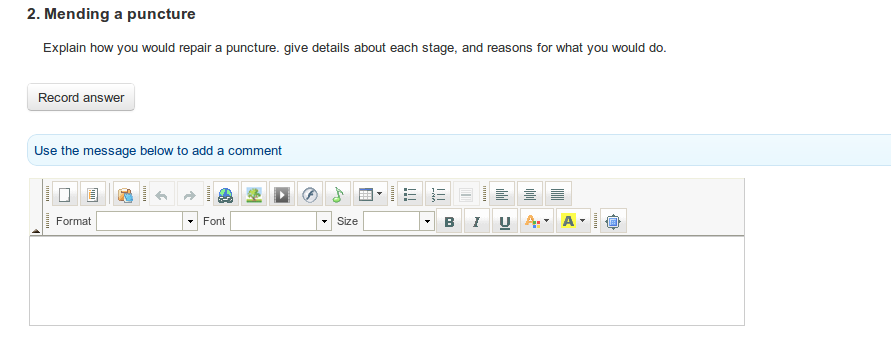 2. Mending a puncture
Explain how you would repair a puncture. give details about each stage, and reasons for what you would do.
Record answer
Use the message below to add a comment
Format Font Size B I U A A